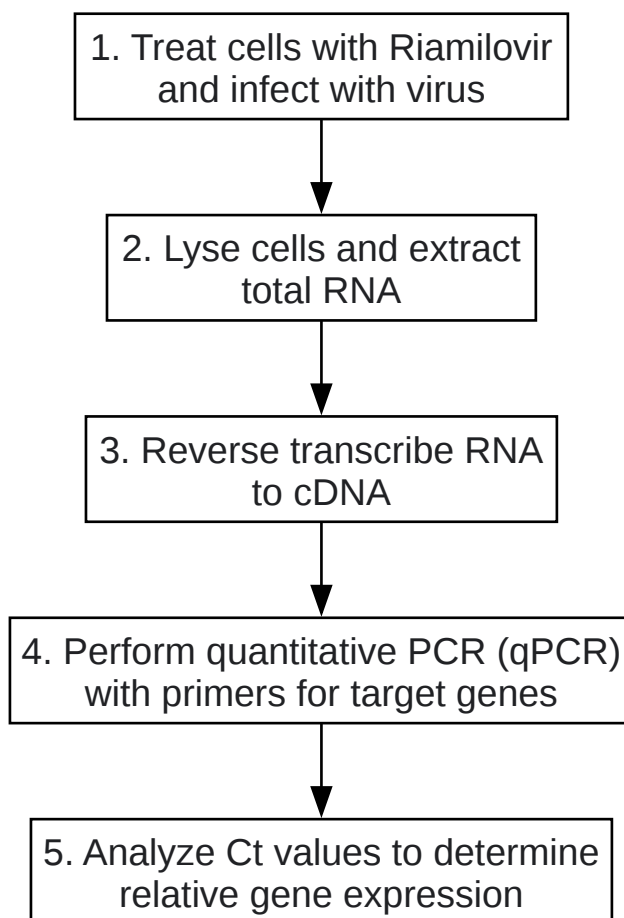 1. Treat cells with Riamilovir
and infect with virus
2. Lyse cells and extract
total RNA
3. Reverse transcribe RNA
to cDNA
4. Perform quantitative PCR (qPCR)
with primers for target genes
5. Analyze Ct values to determine
relative gene expression